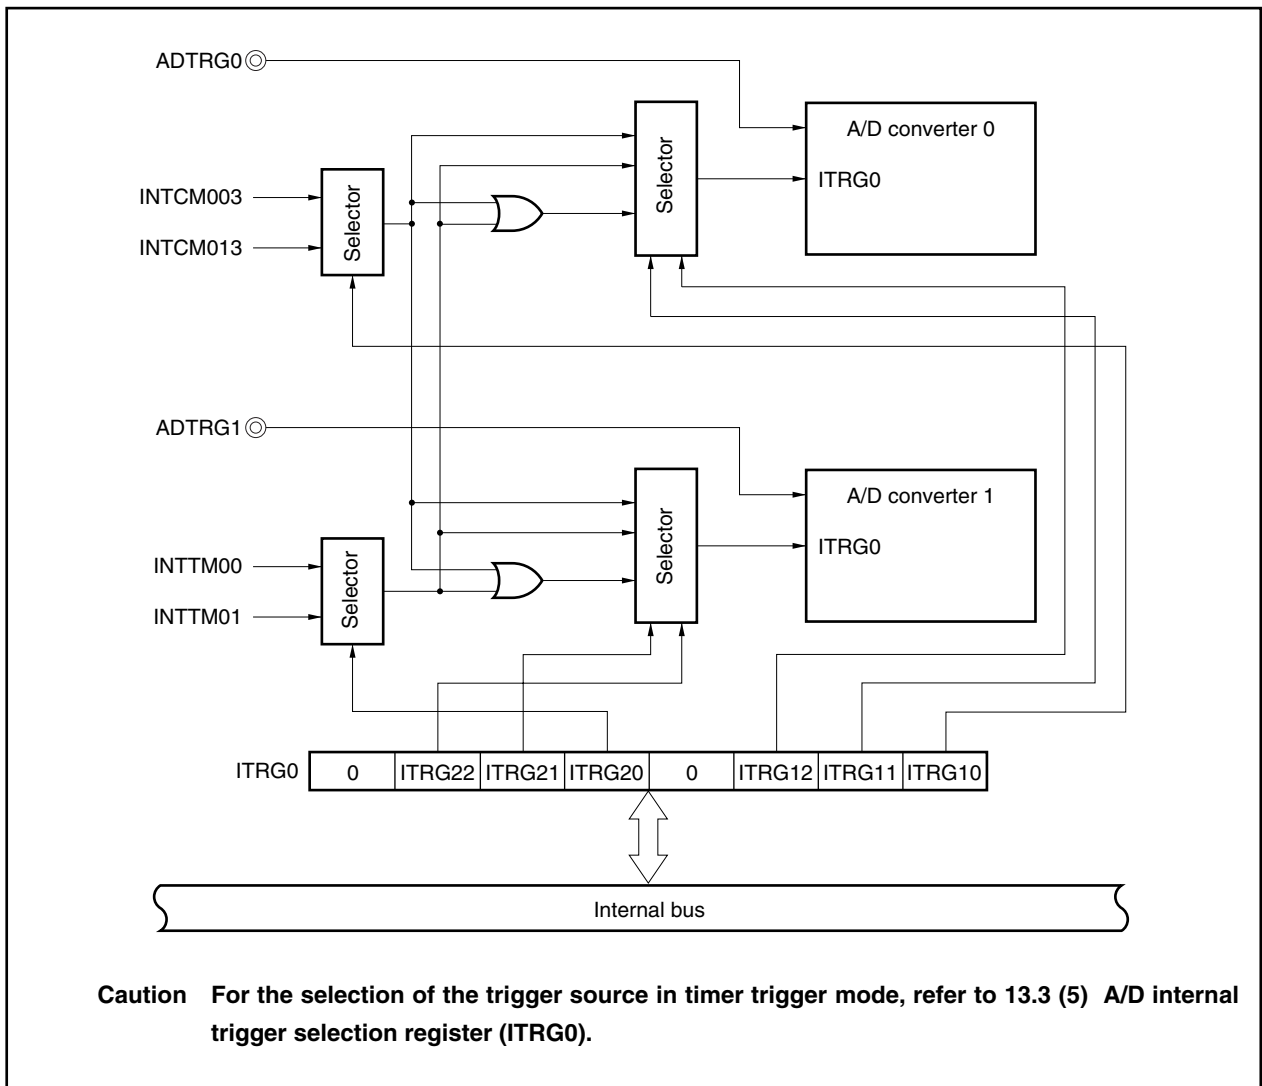 ADTRG0
A/D converter 0
Selector
ITRG0
INTCM003
Selector
INTCM013
ADTRG1
A/D converter 1
Selector
ITRG0
INTTM00
Selector
INTTM01
ITRG0 0 ITRG22 ITRG21 ITRG20 0 ITRG12 ITRG11 ITRG10
Internal bus
Caution For the selection of the trigger source in timer trigger mode, refer to 13.3 (5) A/D internal
trigger selection register (ITRG0).